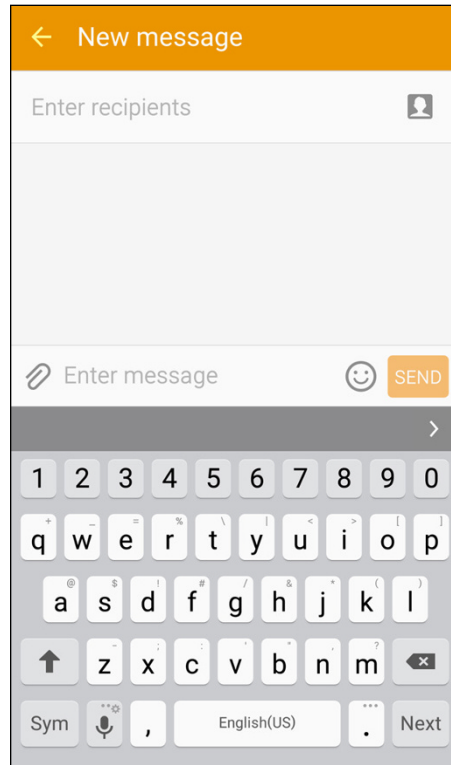 New message
Enter recipients
Enter message
SEND
1 2 3 4 5 6 7 8 9 0
+ _ = % \ | < > [ ]
q w e r t y u i o p
@ $ ! # / & * ( )
a s d f g h j k l
- ; : ' " , ?
z x c v b n m
Sym , English(US) . Next